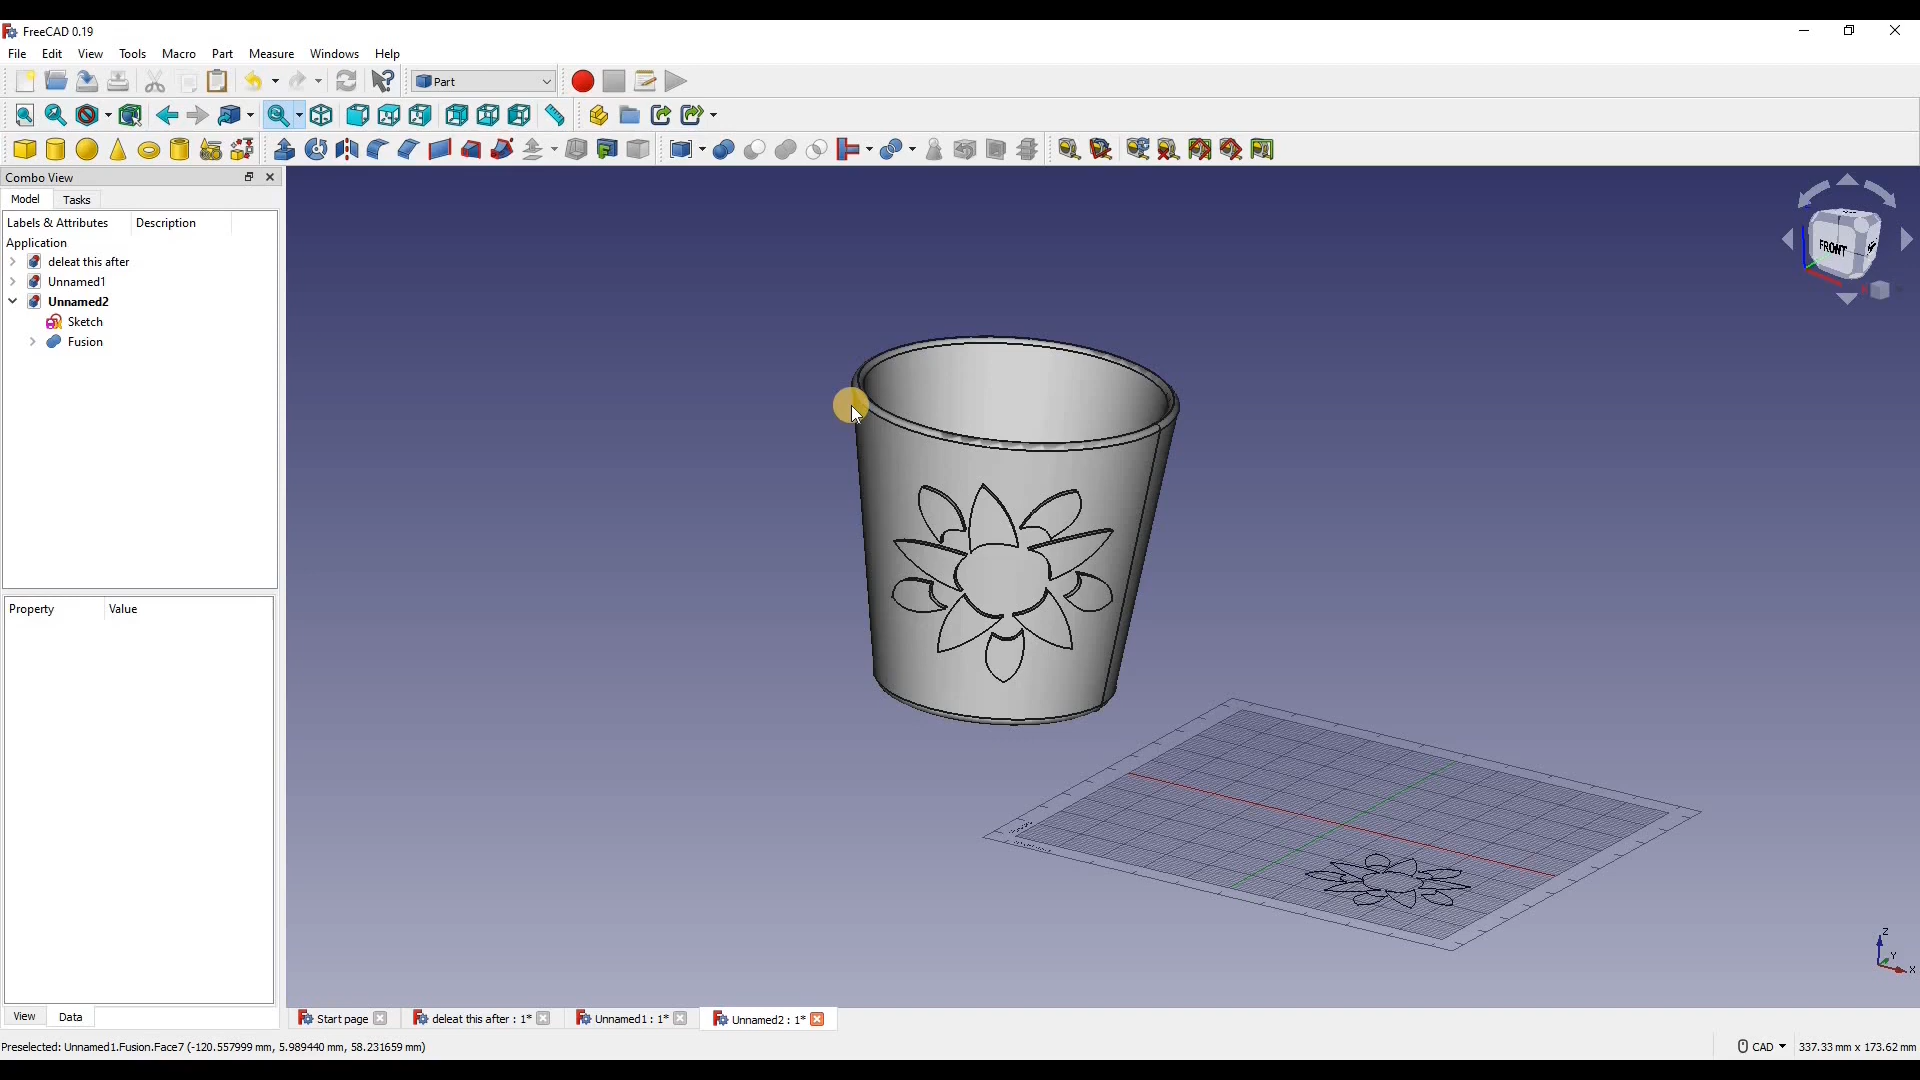 FreeCAD 0.19
File Edit View Tools Macro Part Measure Windows Help
Part
Combo View
Model Tasks
Labels & Attributes Description
Application
deleat this after
Unnamed1
Unnamed2
Sketch
Fusion
Property Value
FRONT
Z
Y
X
View Data
Start page deleat this after : 1* Unnamed1 : 1* Unnamed2 : 1*
Preselected: Unnamed1.Fusion.Face7 (-120.557999 mm, 5.989440 mm, 58.231659 mm)
CAD 337.33 mm x 173.62 mm